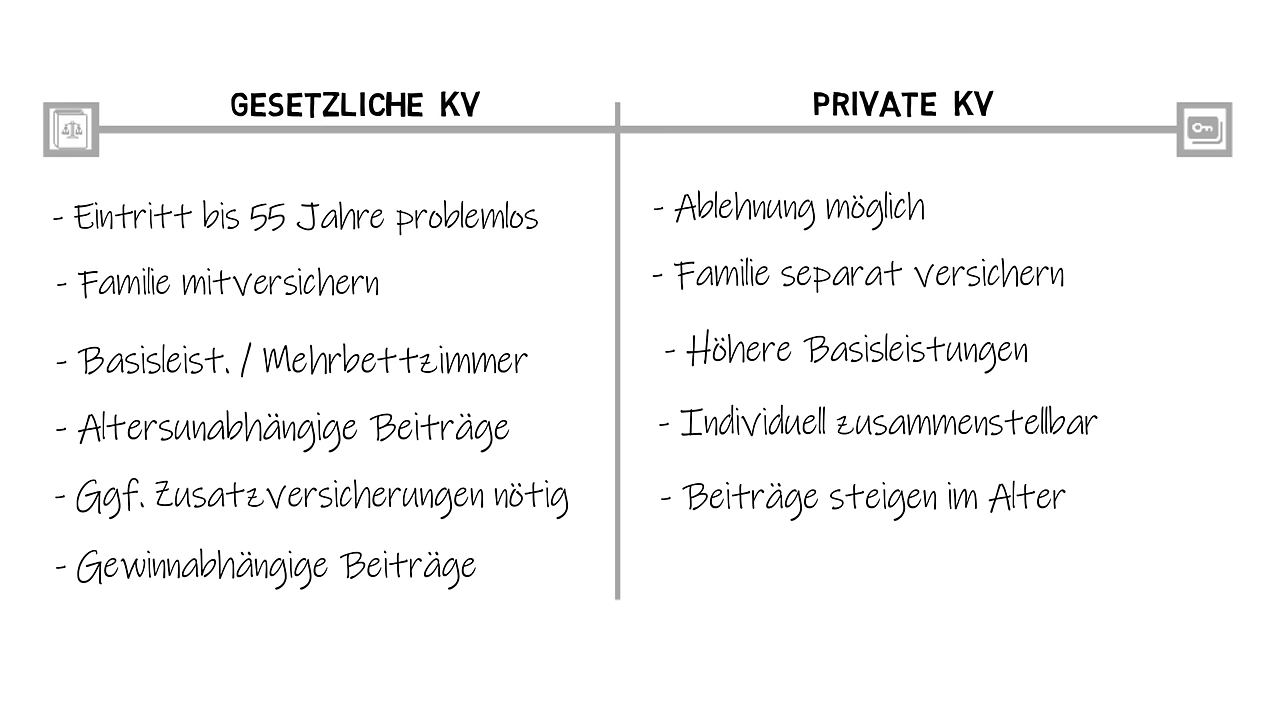 GESETZLICHE KV
- Eintritt bis 55 Jahre problemlos
- Familie mitversichern
- Basisleist. / Mehrbettzimmer
- Altersunabhängige Beiträge
- Ggf. Zusatzversicherungen nötig
- Gewinnabhängige Beiträge
PRIVATE KV
- Ablehnung möglich
- Familie separat versichern
- Höhere Basisleistungen
- Individuell zusammenstellbar
- Beiträge steigen im Alter